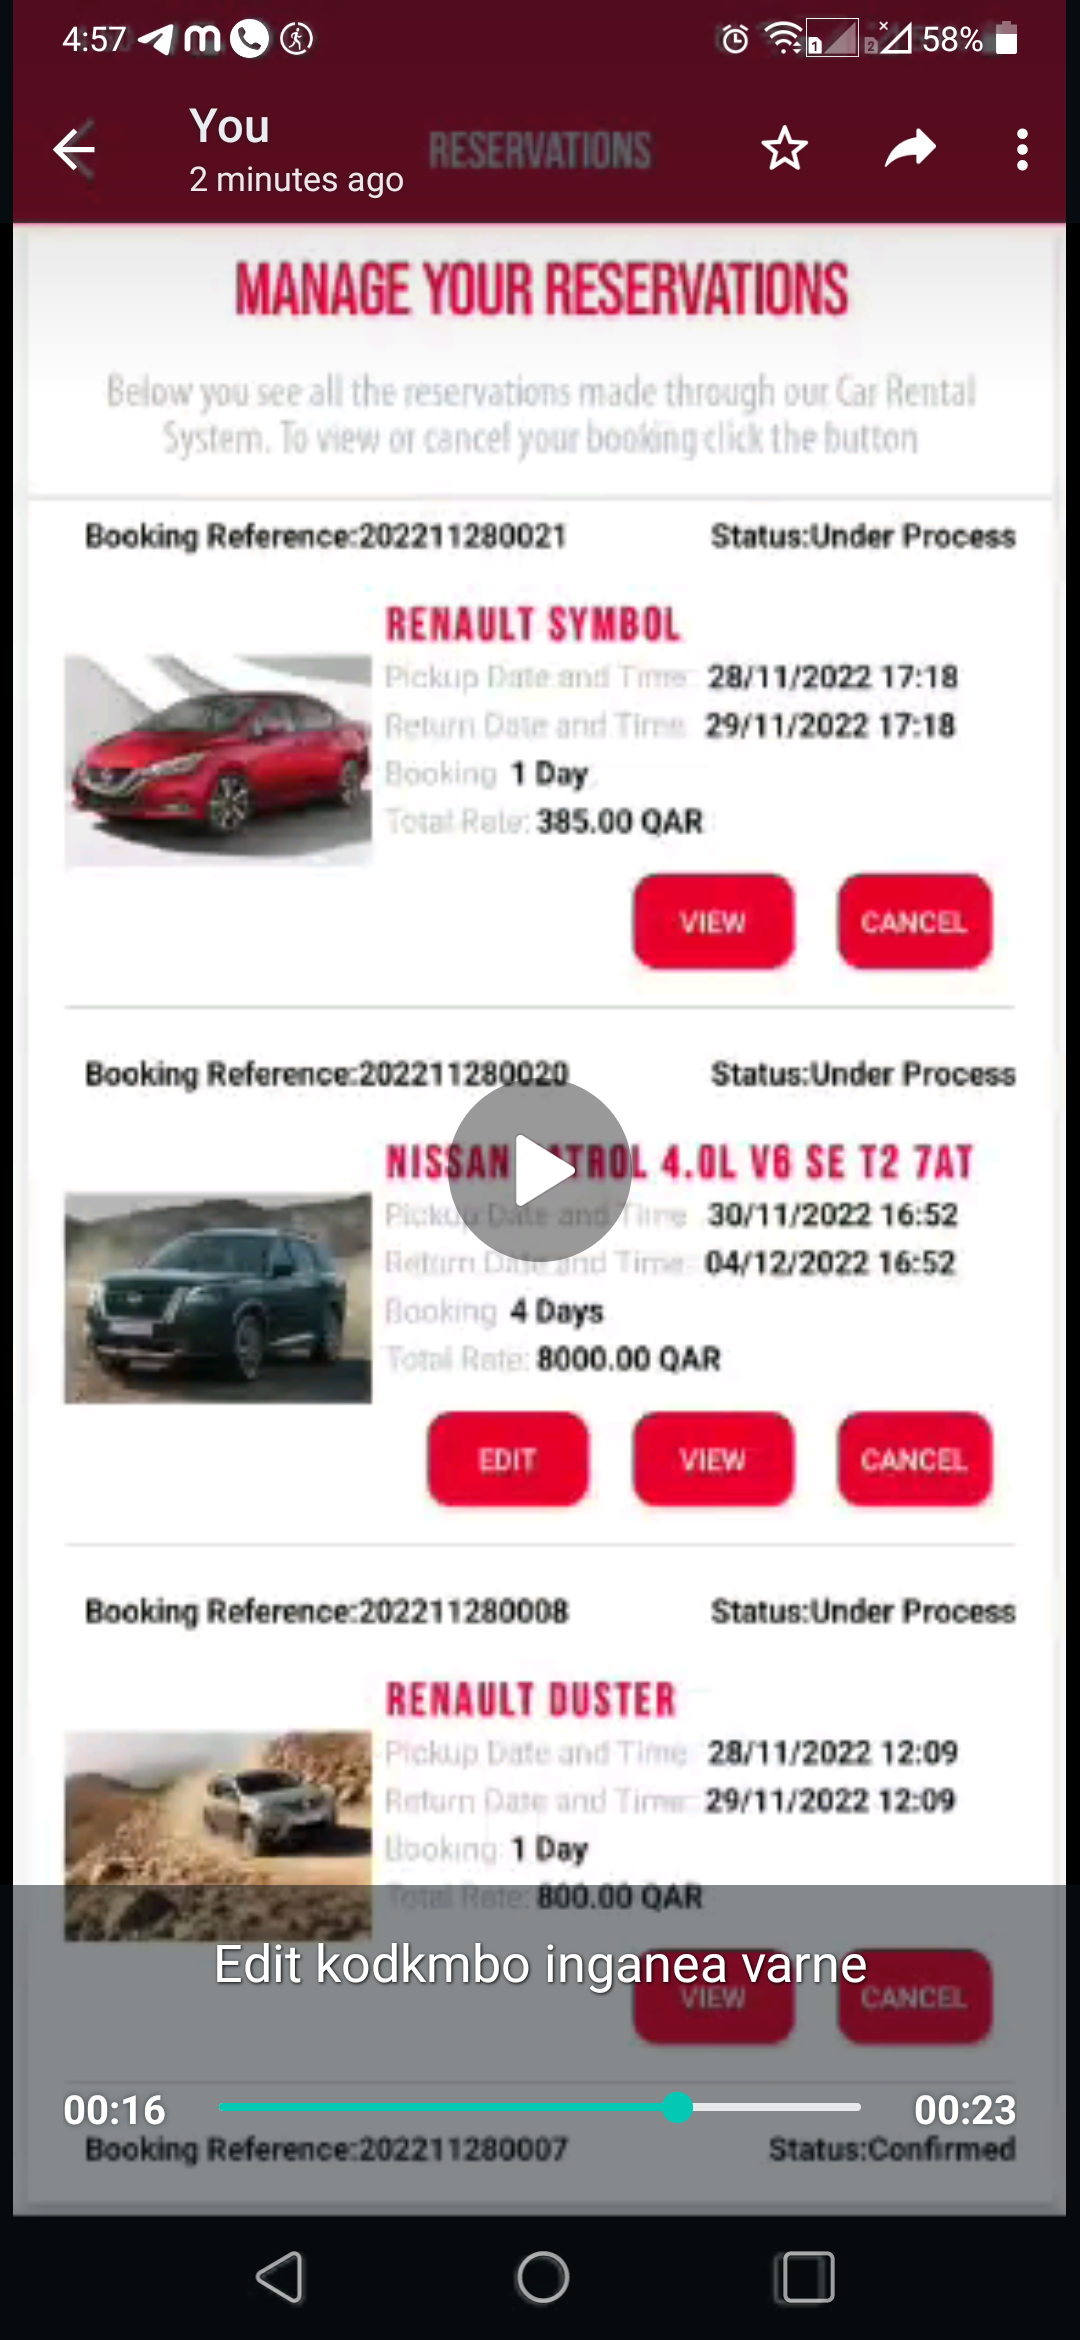 4:57
58%
You
2 minutes ago
RESERVATIONS
MANAGE YOUR RESERVATIONS
Below you see all the reservations made through our Car Rental
System. To view or cancel your booking click the button
Booking Reference:202211280021 Status:Under Process
RENAULT SYMBOL
Pickup Date and Time: 28/11/2022 17:18
Return Date and Time: 29/11/2022 17:18
Booking 1 Day
Total Rate: 385.00 QAR
VIEW CANCEL
Booking Reference:202211280020 Status:Under Process
NISSAN PATROL 4.0L V6 SE T2 7AT
Pickup Date and Time: 30/11/2022 16:52
Return Date and Time: 04/12/2022 16:52
Booking 4 Days
Total Rate: 8000.00 QAR
EDIT VIEW CANCEL
Booking Reference:202211280008 Status:Under Process
RENAULT DUSTER
Pickup Date and Time: 28/11/2022 12:09
Return Date and Time: 29/11/2022 12:09
Booking 1 Day
Total Rate: 800.00 QAR
Edit kodkmbo inganea varne
VIEW CANCEL
00:16 00:23
Booking Reference:202211280007 Status:Confirmed